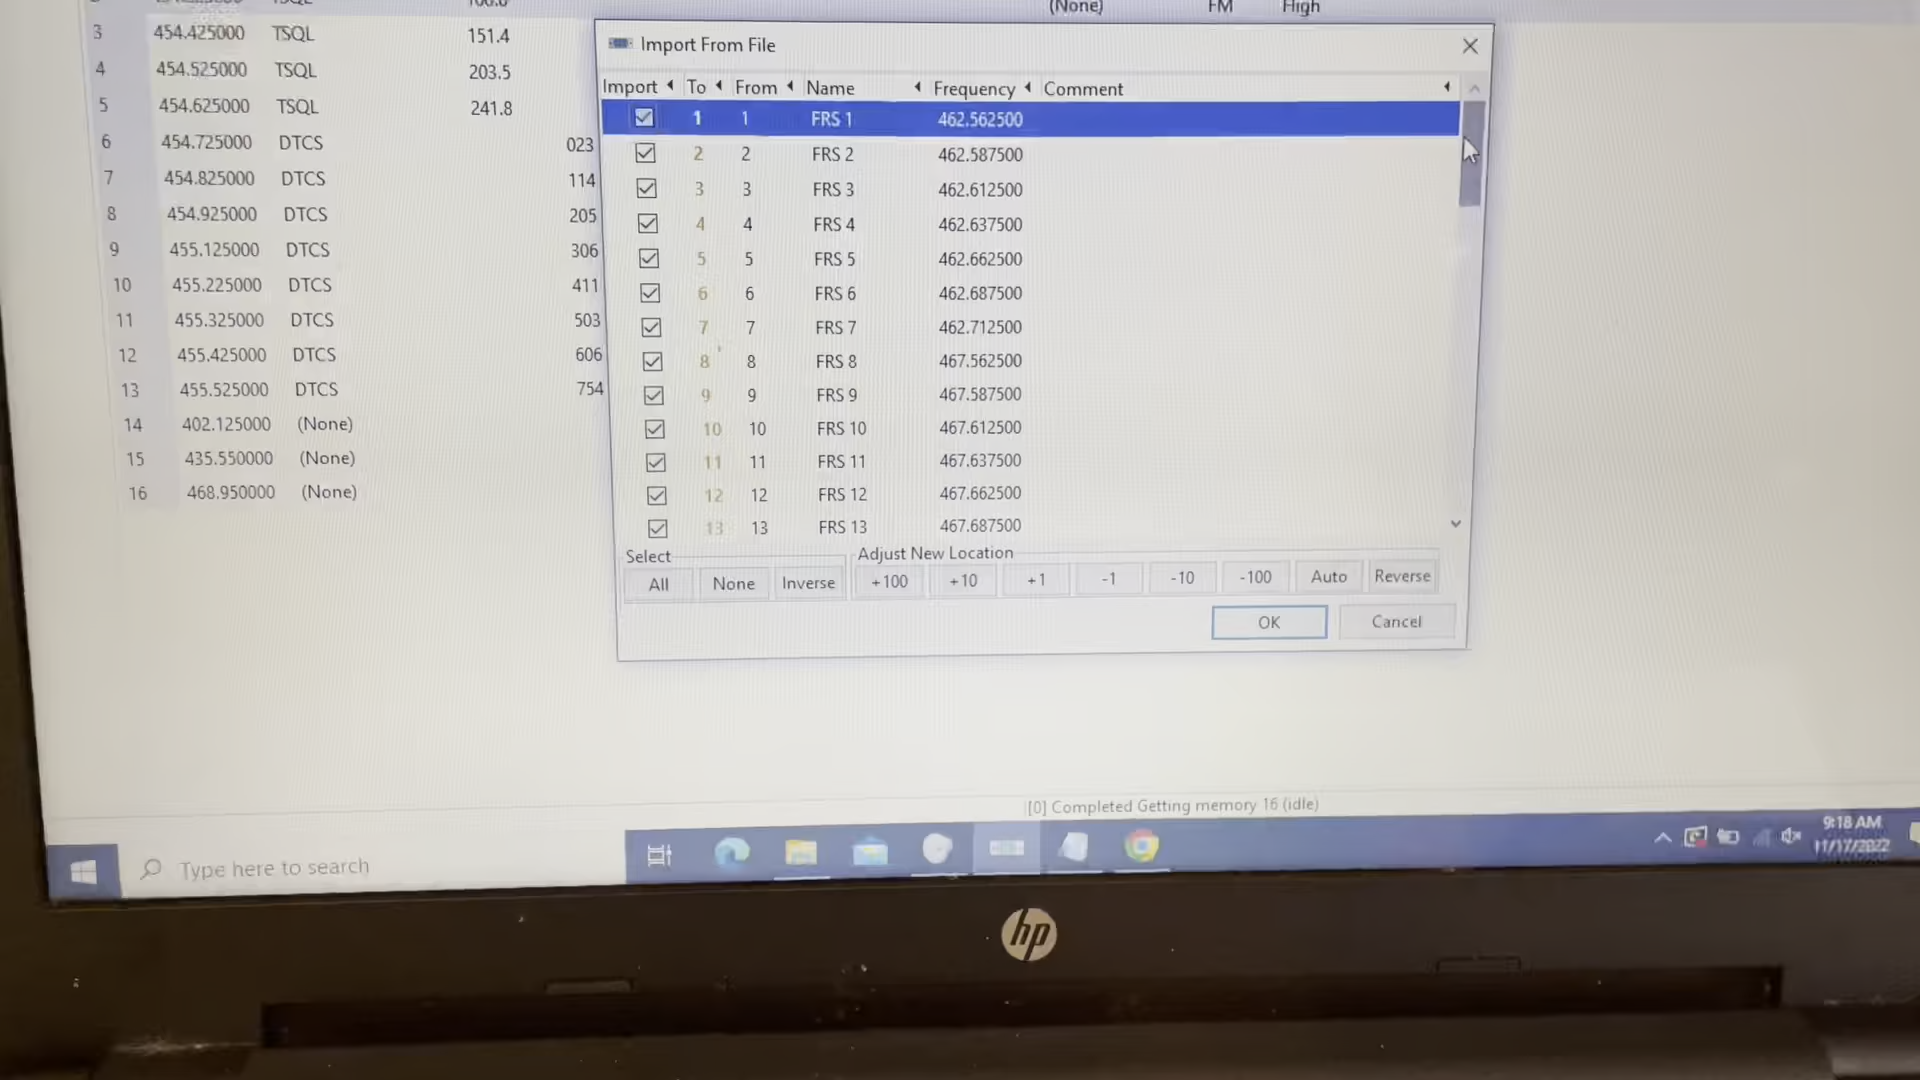 (None) FM High
3 454.425000 TSQL 151.4
4 454.525000 TSQL 203.5
5 454.625000 TSQL 241.8
6 454.725000 DTCS 023
7 454.825000 DTCS 114
8 454.925000 DTCS 205
9 455.125000 DTCS 306
10 455.225000 DTCS 411
11 455.325000 DTCS 503
12 455.425000 DTCS 606
13 455.525000 DTCS 754
14 402.125000 (None)
15 435.550000 (None)
16 468.950000 (None)
Import From File
Import To From Name Frequency Comment
1 1 FRS 1 462.562500
2 2 FRS 2 462.587500
3 3 FRS 3 462.612500
4 4 FRS 4 462.637500
5 5 FRS 5 462.662500
6 6 FRS 6 462.687500
7 7 FRS 7 462.712500
8 8 FRS 8 467.562500
9 9 FRS 9 467.587500
10 10 FRS 10 467.612500
11 11 FRS 11 467.637500
12 12 FRS 12 467.662500
13 13 FRS 13 467.687500
Select Adjust New Location
All None Inverse +100 +10 +1 -1 -10 -100 Auto Reverse
OK Cancel
[0] Completed Getting memory 16 (idle)
Type here to search
9:18 AM
11/17/2022
hp